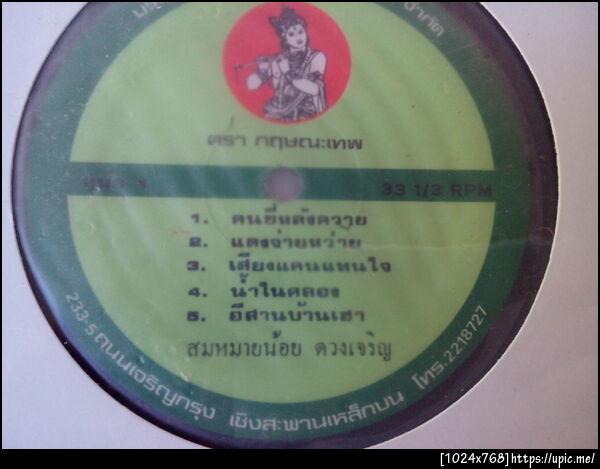 ตรา กฤษณะเทพ
33 1/3 RPM
1. คนขี่หลังควาย
2. แตงจ่ายหว่าย
3. เสียงแคนแทนใจ
4. น้ำในคลอง
5. อีสานบ้านเฮา
สมหมายน้อย ดวงเจริญ
233-5 ถนนเจริญกรุง เชิงสะพานเหล็กบน โทร. 2218727
[1024x768]https://upic.me/